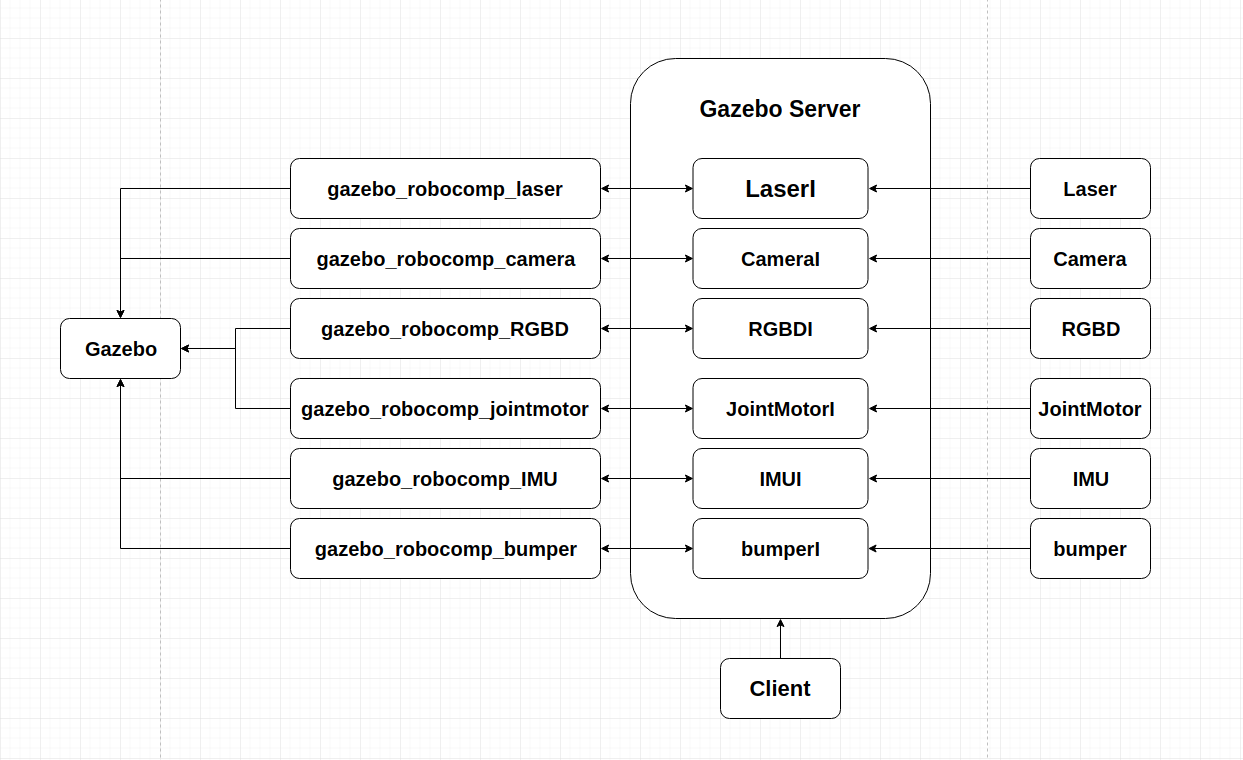 Gazebo Server
gazebo_robocomp_laser
LaserI
Laser
gazebo_robocomp_camera
CameraI
Camera
gazebo_robocomp_RGBD
RGBDI
RGBD
Gazebo
gazebo_robocomp_jointmotor
JointMotorI
JointMotor
gazebo_robocomp_IMU
IMUI
IMU
gazebo_robocomp_bumper
bumperI
bumper
Client